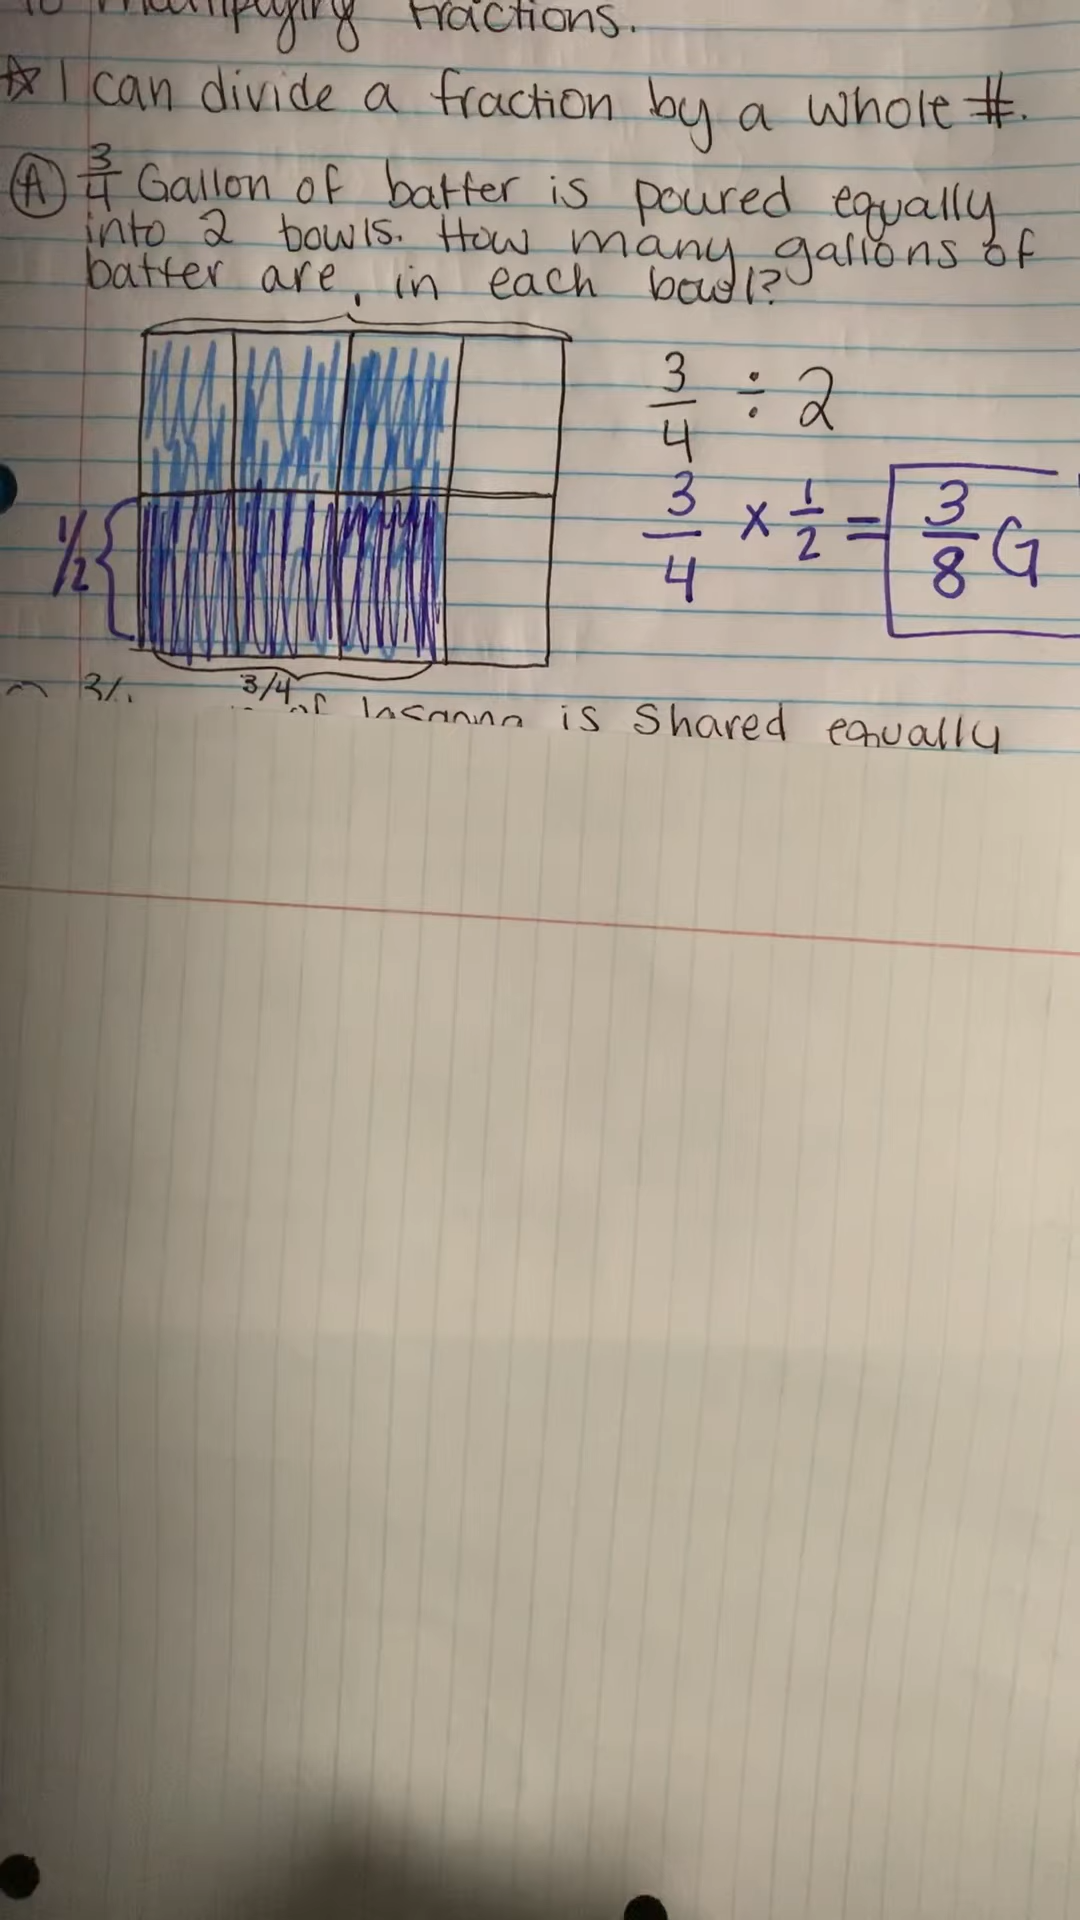 fractions.
☆ I can divide a fraction by a whole #.
Ⓐ 3/4 Gallon of batter is poured equally
into 2 bowls. How many gallons of
batter are in each bowl?
3/4 ÷ 2
3/4 x 1/2 = 3/8 G
1/2
3/4
of lasagna is shared equally